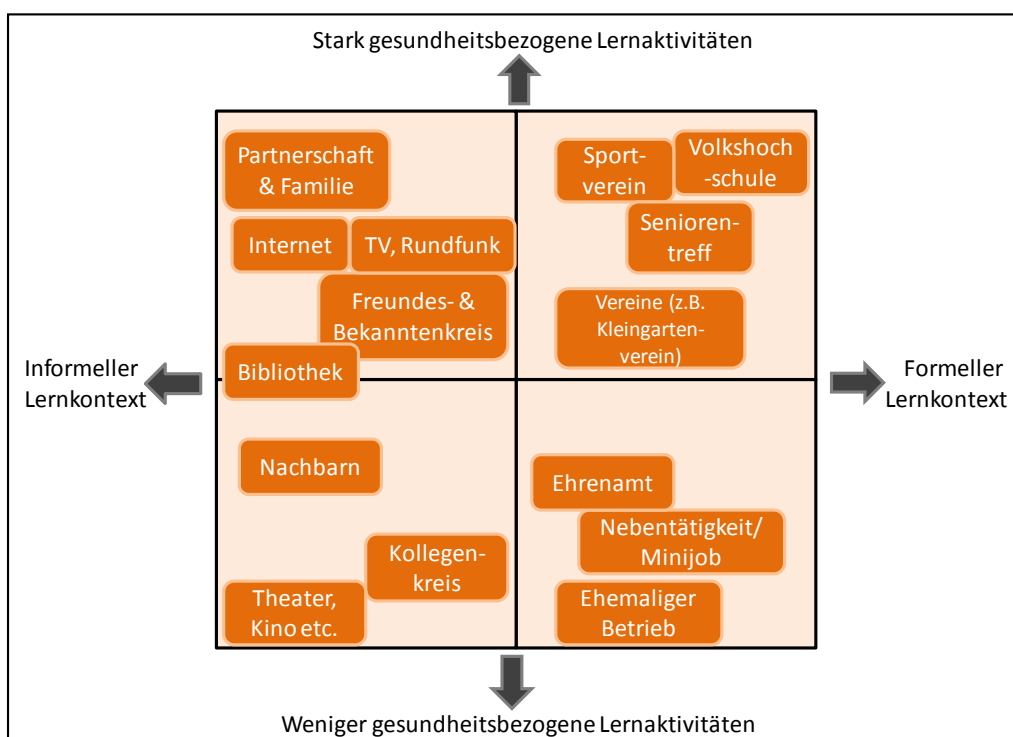 Stark gesundheitsbezogene Lernaktivitäten
Partnerschaft
& Familie
Sport-
verein
Volkshoch
-schule
Internet
TV, Rundfunk
Senioren-
treff
Freundes- &
Bekanntenkreis
Vereine (z.B.
Kleingarten-
verein)
Bibliothek
Informeller
Lernkontext
Formeller
Lernkontext
Nachbarn
Ehrenamt
Nebentätigkeit/
Minijob
Kollegen-
kreis
Theater,
Kino etc.
Ehemaliger
Betrieb
Weniger gesundheitsbezogene Lernaktivitäten